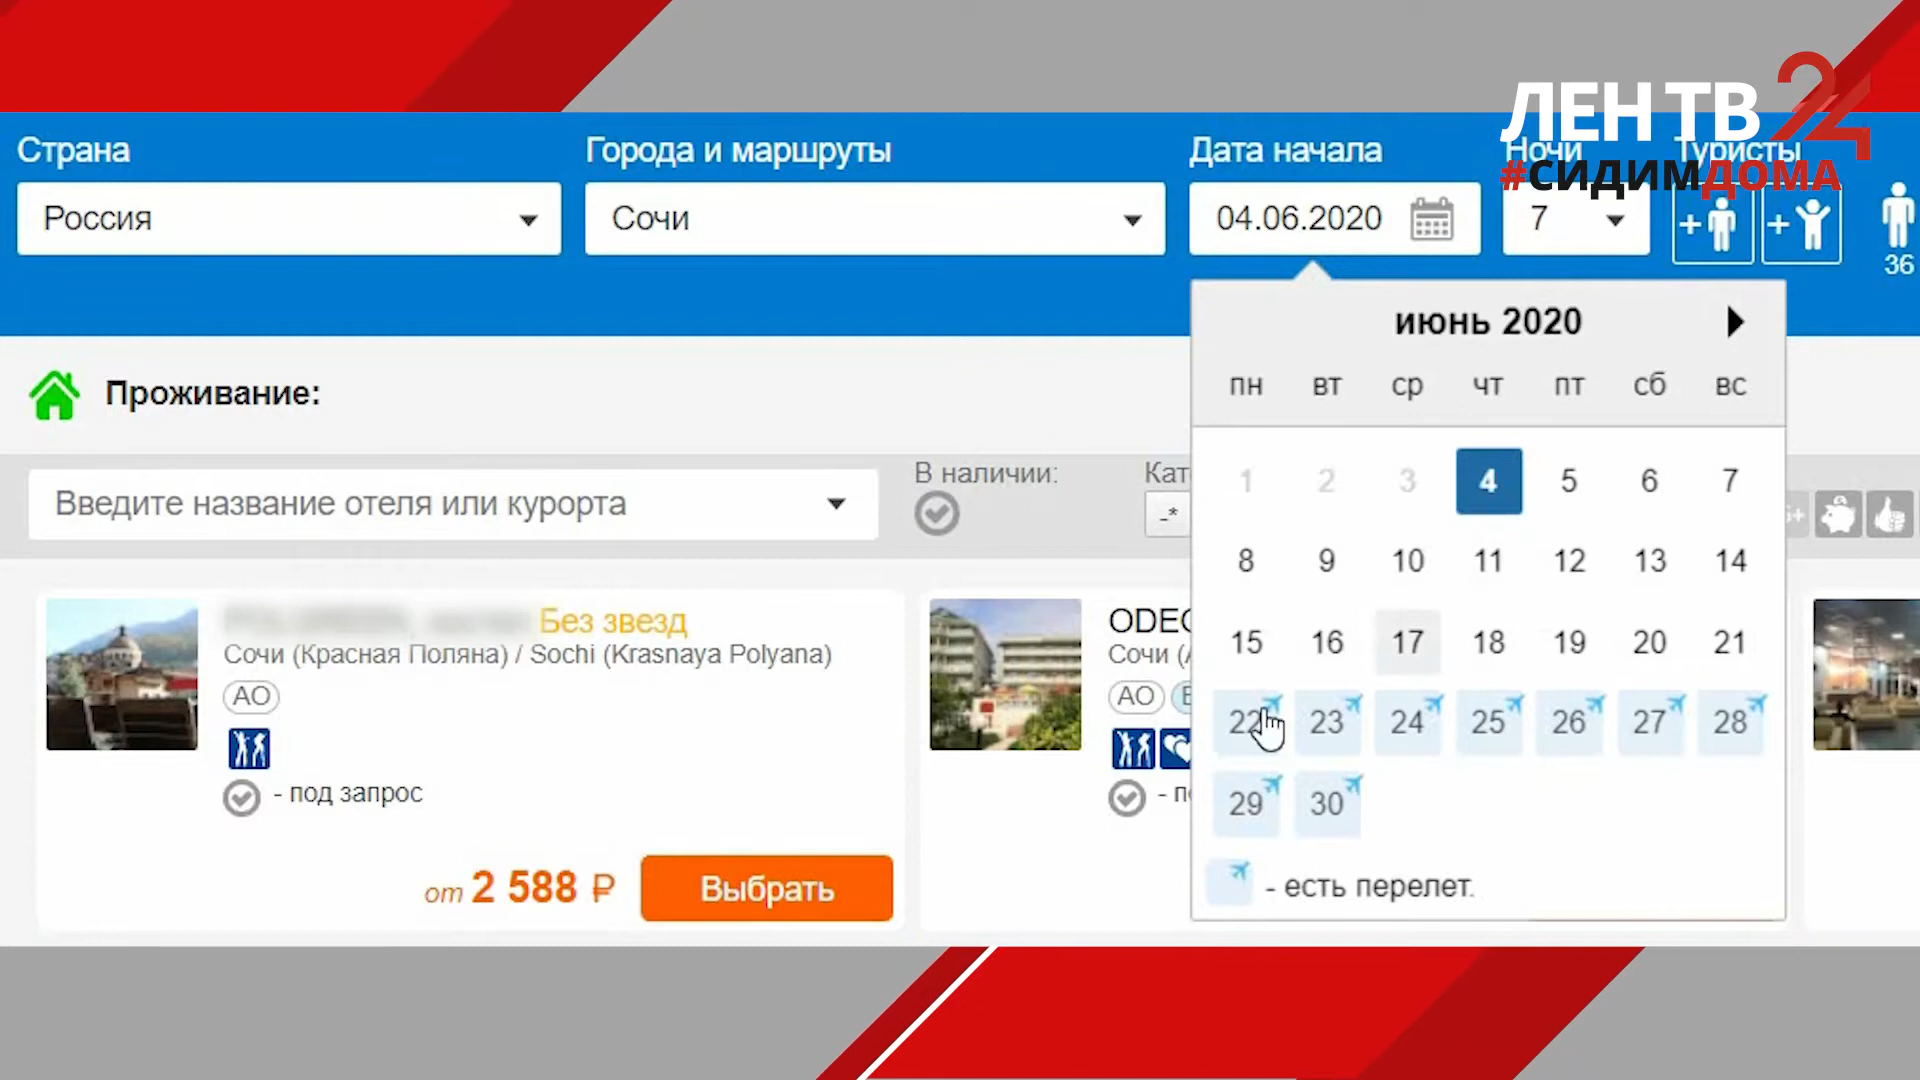 ЛЕН ТВ 24
#СИДИМДОМА
Страна
Города и маршруты
Дата начала
Ночи
Туристы
Россия
Сочи
04.06.2020
7
+
+
36
июнь 2020
пн вт ср чт пт сб вс
1 2 3 4 5 6 7
8 9 10 11 12 13 14
15 16 17 18 19 20 21
22 23 24 25 26 27 28
29 30
- есть перелет.
Проживание:
Введите название отеля или курорта
В наличии:
Кат
-*
Без звезд
Сочи (Красная Поляна) / Sochi (Krasnaya Polyana)
AO
- под запрос
от 2 588 ₽
Выбрать
ODE
Сочи (
AO
- п